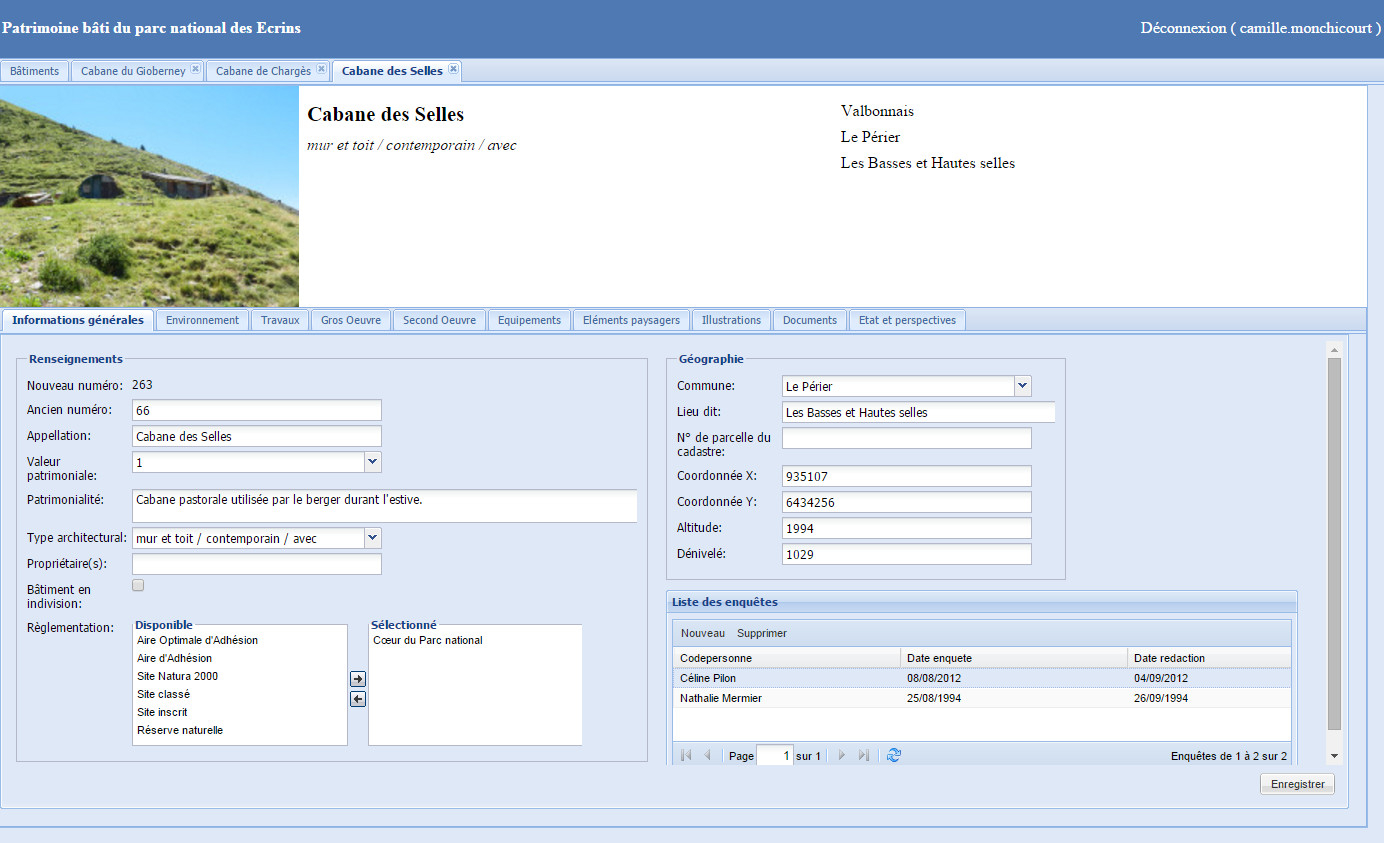 Patrimoine bâti du parc national des Ecrins
Déconnexion ( camille.monchicourt )
Bâtiments
Cabane du Gioberney
Cabane de Chargès
Cabane des Selles
Cabane des Selles
mur et toit / contemporain / avec
Valbonnais
Le Périer
Les Basses et Hautes selles
Informations générales
Environnement
Travaux
Gros Oeuvre
Second Oeuvre
Equipements
Eléments paysagers
Illustrations
Documents
Etat et perspectives
Renseignements
Nouveau numéro: 263
Ancien numéro: 66
Appellation: Cabane des Selles
Valeur
patrimoniale: 1
Patrimonialité: Cabane pastorale utilisée par le berger durant l'estive.
Type architectural: mur et toit / contemporain / avec
Propriétaire(s):
Bâtiment en
indivision:
Règlementation:
Disponible
Aire Optimale d'Adhésion
Aire d'Adhésion
Site Natura 2000
Site classé
Site inscrit
Réserve naturelle
Sélectionné
Cœur du Parc national
Géographie
Commune: Le Périer
Lieu dit: Les Basses et Hautes selles
N° de parcelle du
cadastre:
Coordonnée X: 935107
Coordonnée Y: 6434256
Altitude: 1994
Dénivelé: 1029
Liste des enquêtes
Nouveau Supprimer
Codepersonne Date enquete Date redaction
Céline Pilon 08/08/2012 04/09/2012
Nathalie Mermier 25/08/1994 26/09/1994
Page 1 sur 1 Enquêtes de 1 à 2 sur 2
Enregistrer